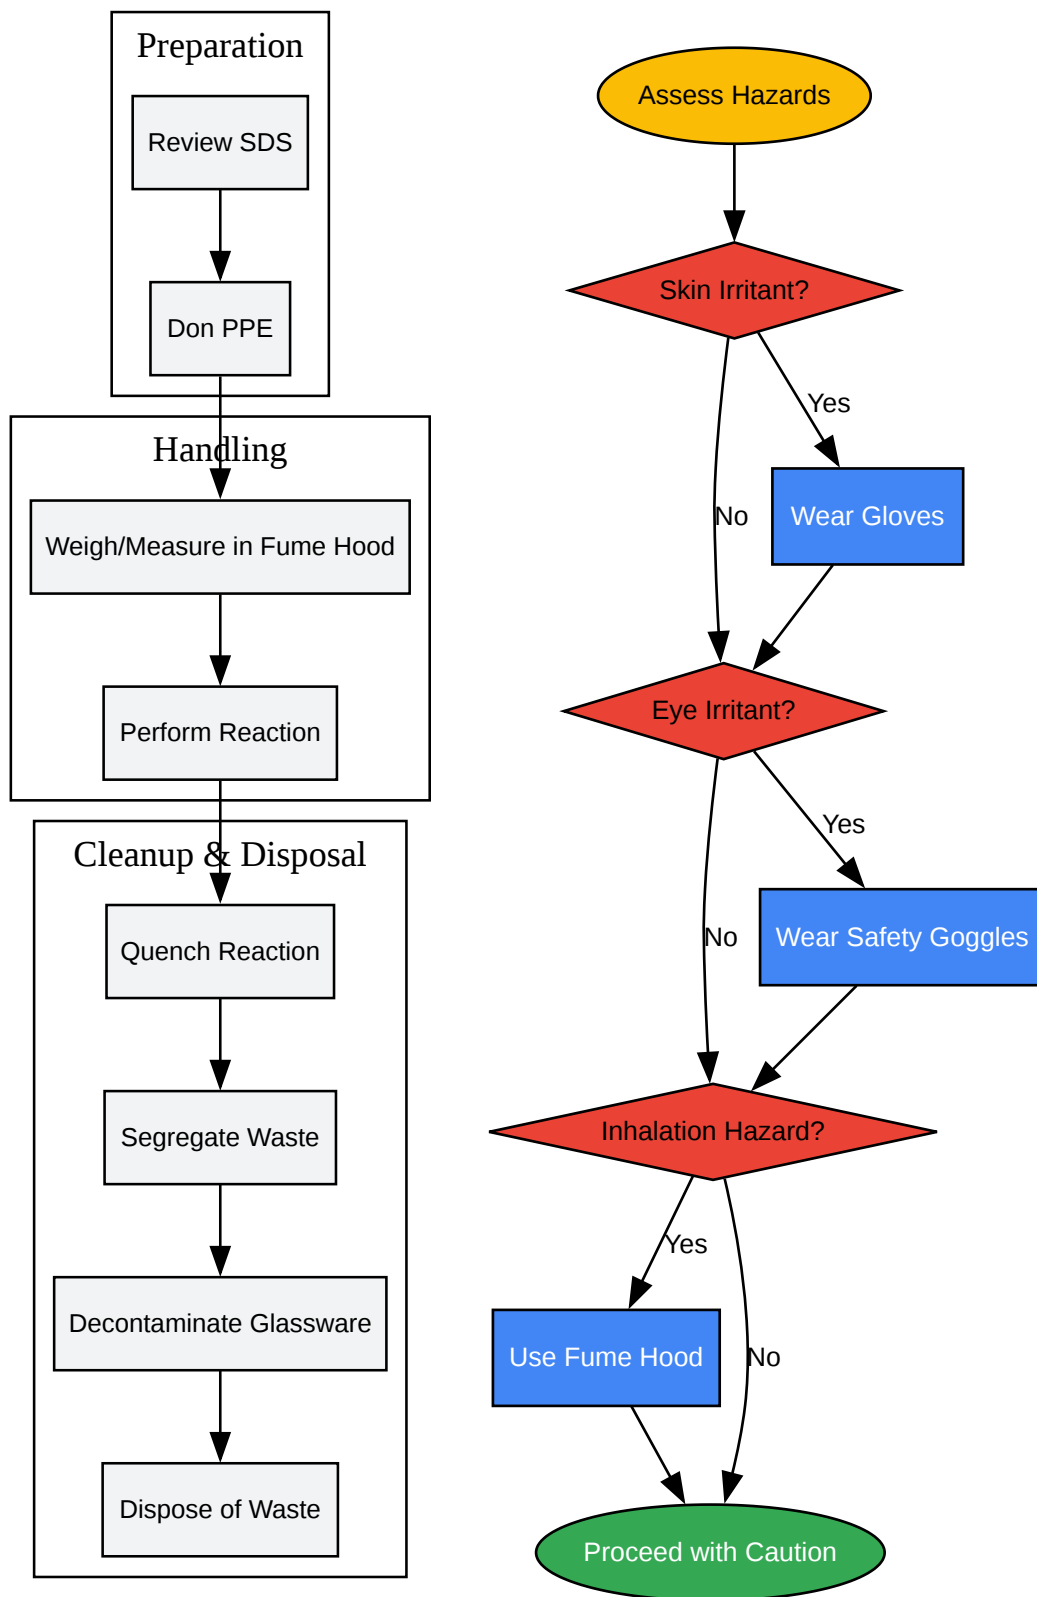 Preparation
Review SDS
Don PPE
Handling
Weigh/Measure in Fume Hood
Perform Reaction
Cleanup & Disposal
Quench Reaction
Segregate Waste
Decontaminate Glassware
Dispose of Waste
Assess Hazards
Skin Irritant?
Yes
No
Wear Gloves
Eye Irritant?
Yes
No
Wear Safety Goggles
Inhalation Hazard?
Yes
Use Fume Hood
No
Proceed with Caution